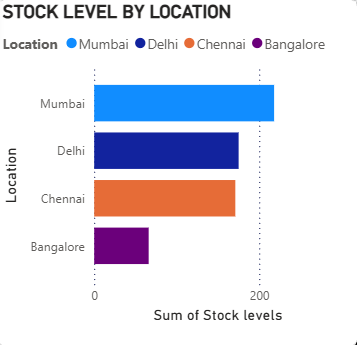 STOCK LEVEL BY LOCATION
Location Mumbai Delhi Chennai Bangalore
Mumbai
Delhi
Chennai
Bangalore
Location
0 200
Sum of Stock levels